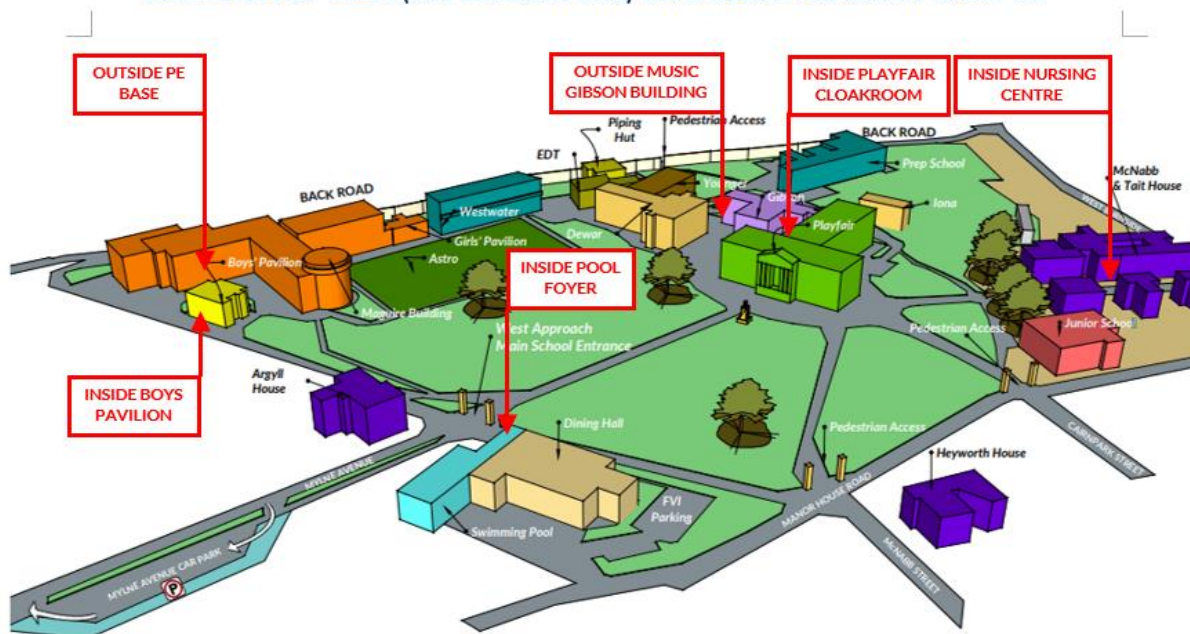 OUTSIDE PE
BASE
OUTSIDE MUSIC
GIBSON BUILDING
INSIDE PLAYFAIR
CLOAKROOM
INSIDE NURSING
CENTRE
Piping
Hut
Pedestrian Access
BACK ROAD
EDT
Prep School
McNabb
& Tait House
BACK ROAD
Younger
Gibson
Westwater
Iona
Playfair
Dewar
Girls' Pavilion
Boys' Pavilion
Astro
INSIDE POOL
FOYER
Maguire Building
West Approach
Main School Entrance
Pedestrian Access
Junior School
Argyll
House
INSIDE BOYS
PAVILION
Dining Hall
Pedestrian Access
CAIRNPARK STREET
Heyworth House
MYLNE AVENUE
FVI
Parking
MANOR HOUSE ROAD
Swimming Pool
McNABB STREET
MYLNE AVENUE CAR PARK
P